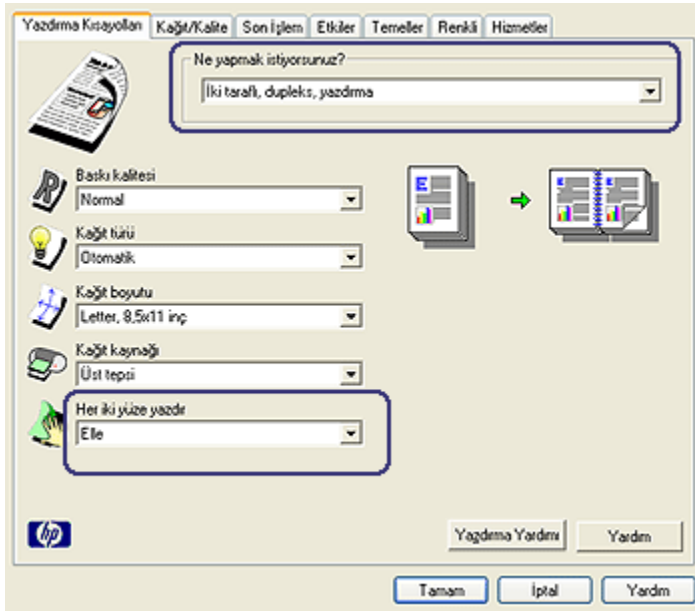 Yazdırma Kısayolları Kağıt/Kalite Son İşlem Etkiler Temeller Renkli Hizmetler
Ne yapmak istiyorsunuz?
İki taraflı, dupleks, yazdırma
Baskı kalitesi
Normal
Kağıt türü
Otomatik
Kağıt boyutu
Letter, 8,5x11 inç
Kağıt kaynağı
Üst tepsi
Her iki yüze yazdır
Elle
hp
Yazdırma Yardımı Yardım
Tamam İptal Yardım